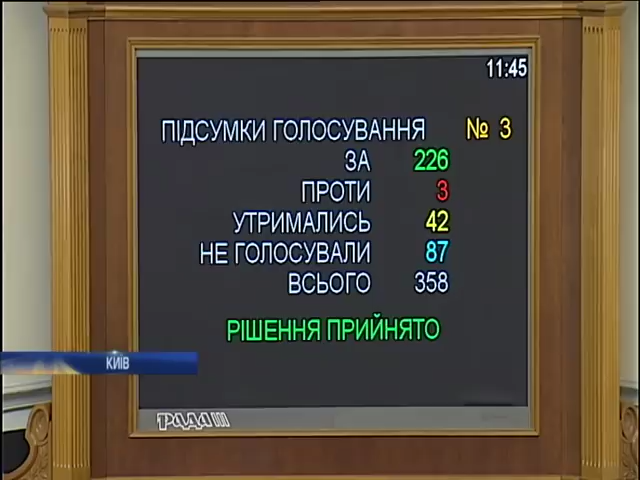 11:45
ПІДСУМКИ ГОЛОСУВАННЯ № 3
ЗА 226
ПРОТИ 3
УТРИМАЛИСЬ 42
НЕ ГОЛОСУВАЛИ 87
ВСЬОГО 358
РІШЕННЯ ПРИЙНЯТО
КИЇВ
РАДА III